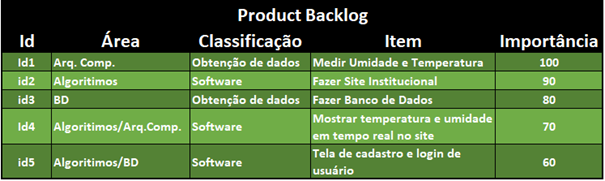 Product Backlog
Id Área Classificação Item Importância
Id1 Arq. Comp. Obtenção de dados Medir Umidade e Temperatura 100
id2 Algoritimos Software Fazer Site Institucional 90
id3 BD Obtenção de dados Fazer Banco de Dados 80
Id4 Algoritimos/Arq.Comp. Software Mostrar temperatura e umidade em tempo real no site 70
id5 Algoritimos/BD Software Tela de cadastro e login de usuário 60